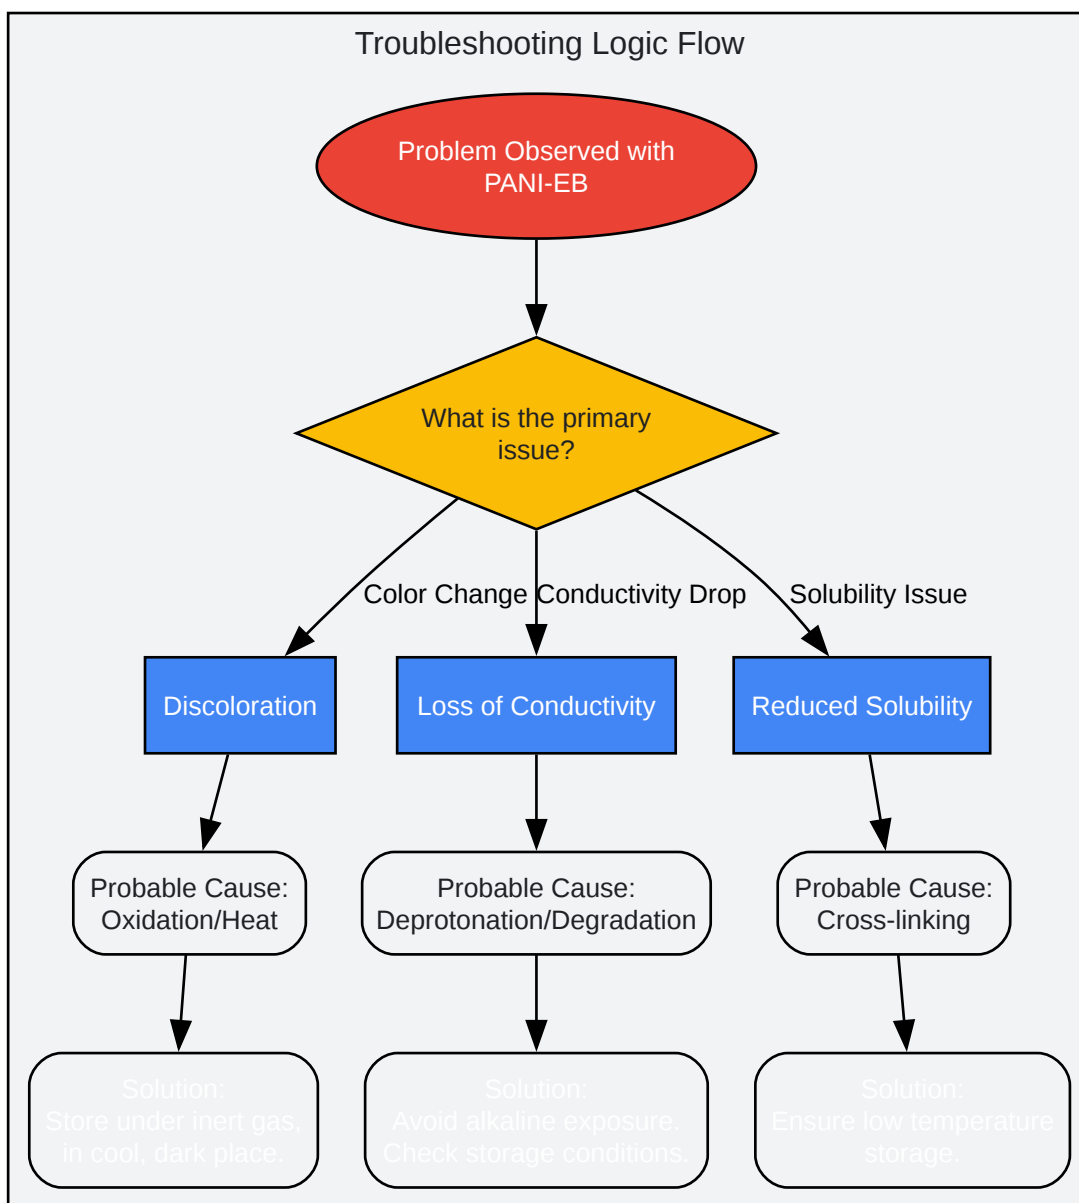 Troubleshooting Logic Flow
Problem Observed with
PANI-EB
What is the primary
issue?
Color Change
Conductivity Drop
Solubility Issue
Discoloration
Loss of Conductivity
Reduced Solubility
Probable Cause:
Oxidation/Heat
Probable Cause:
Deprotonation/Degradation
Probable Cause:
Cross-linking
Solution:
Store under inert gas,
in cool, dark place.
Solution:
Avoid alkaline exposure.
Check storage conditions.
Solution:
Ensure low temperature
storage.